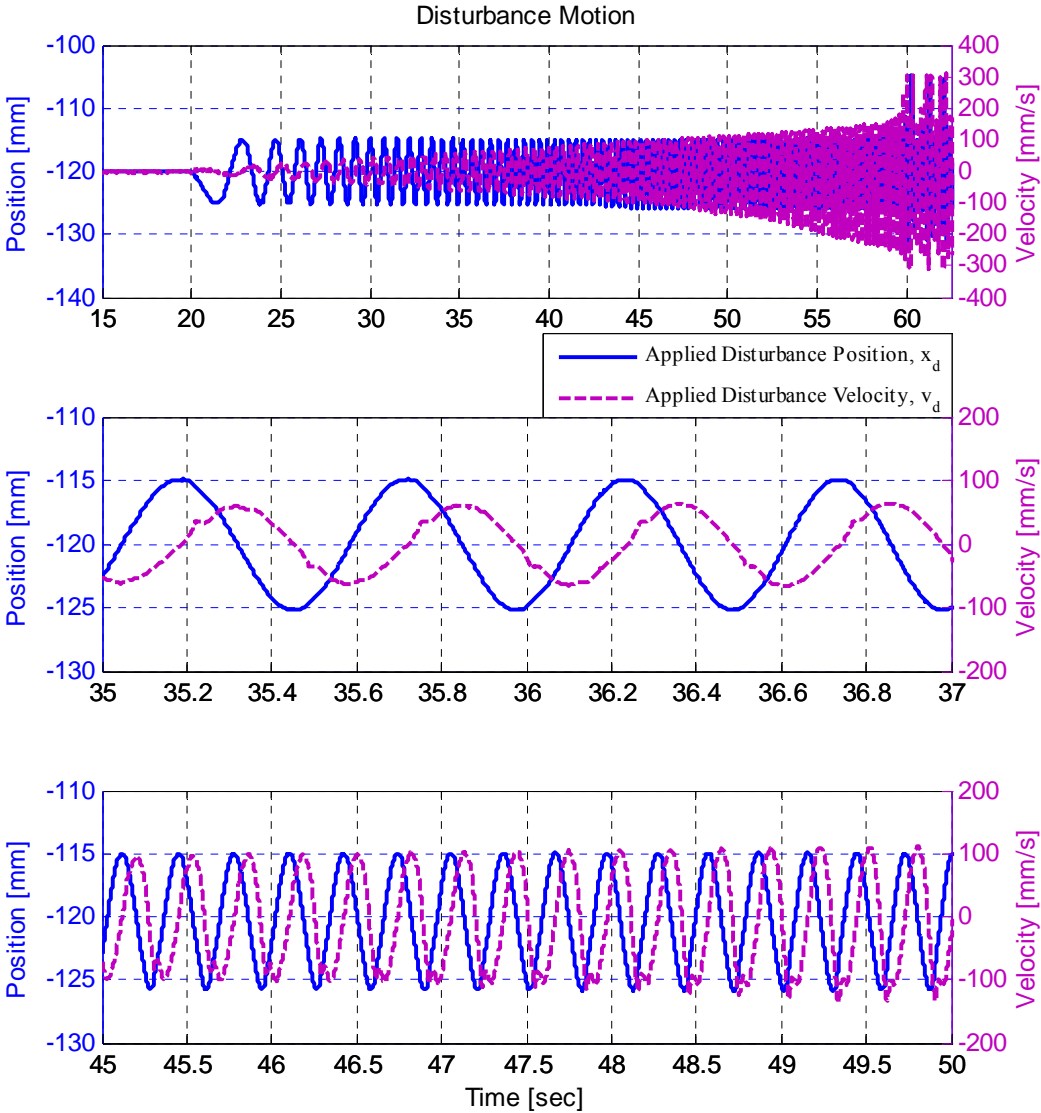 Disturbance Motion
-100
-110
-120
-130
-140
Position [mm]
400
300
200
100
0
-100
-200
-300
-400
Velocity [mm/s]
15 20 25 30 35 40 45 50 55 60
Applied Disturbance Position, x_d
Applied Disturbance Velocity, v_d
-110
-115
-120
-125
-130
Position [mm]
200
100
0
-100
-200
Velocity [mm/s]
35 35.2 35.4 35.6 35.8 36 36.2 36.4 36.6 36.8 37
-110
-115
-120
-125
-130
Position [mm]
200
100
0
-100
-200
Velocity [mm/s]
45 45.5 46 46.5 47 47.5 48 48.5 49 49.5 50
Time [sec]